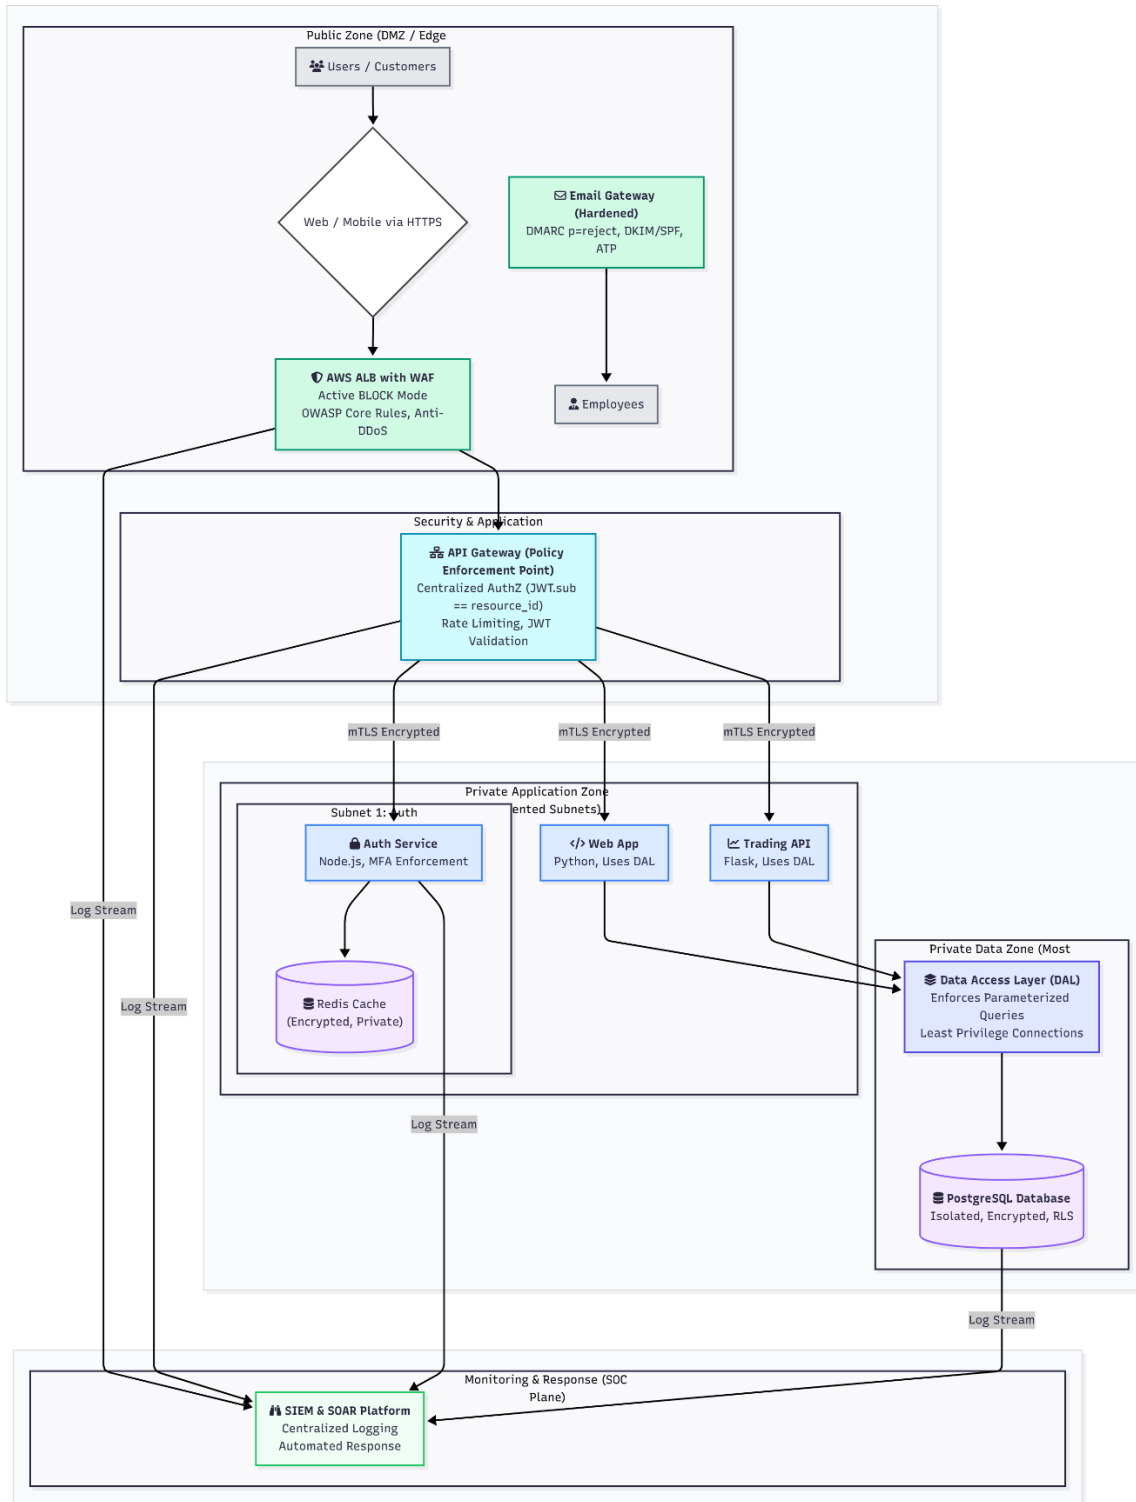 Public Zone (DMZ / Edge
Users / Customers
Web / Mobile via HTTPS
Email Gateway
(Hardened)
DMARC p=reject, DKIM/SPF,
ATP
AWS ALB with WAF
Active BLOCK Mode
OWASP Core Rules, Anti-
DDoS
Employees
Security & Application
API Gateway (Policy
Enforcement Point)
Centralized AuthZ (JWT.sub
== resource_id)
Rate Limiting, JWT
Validation
mTLS Encrypted
mTLS Encrypted
mTLS Encrypted
Private Application Zone
ented Subnets)
Subnet 1: Auth
Auth Service
Node.js, MFA Enforcement
</> Web App
Python, Uses DAL
Trading API
Flask, Uses DAL
Log Stream
Private Data Zone (Most
Data Access Layer (DAL)
Enforces Parameterized
Queries
Least Privilege Connections
Redis Cache
(Encrypted, Private)
Log Stream
Log Stream
PostgreSQL Database
Isolated, Encrypted, RLS
Log Stream
Monitoring & Response (SOC
Plane)
SIEM & SOAR Platform
Centralized Logging
Automated Response